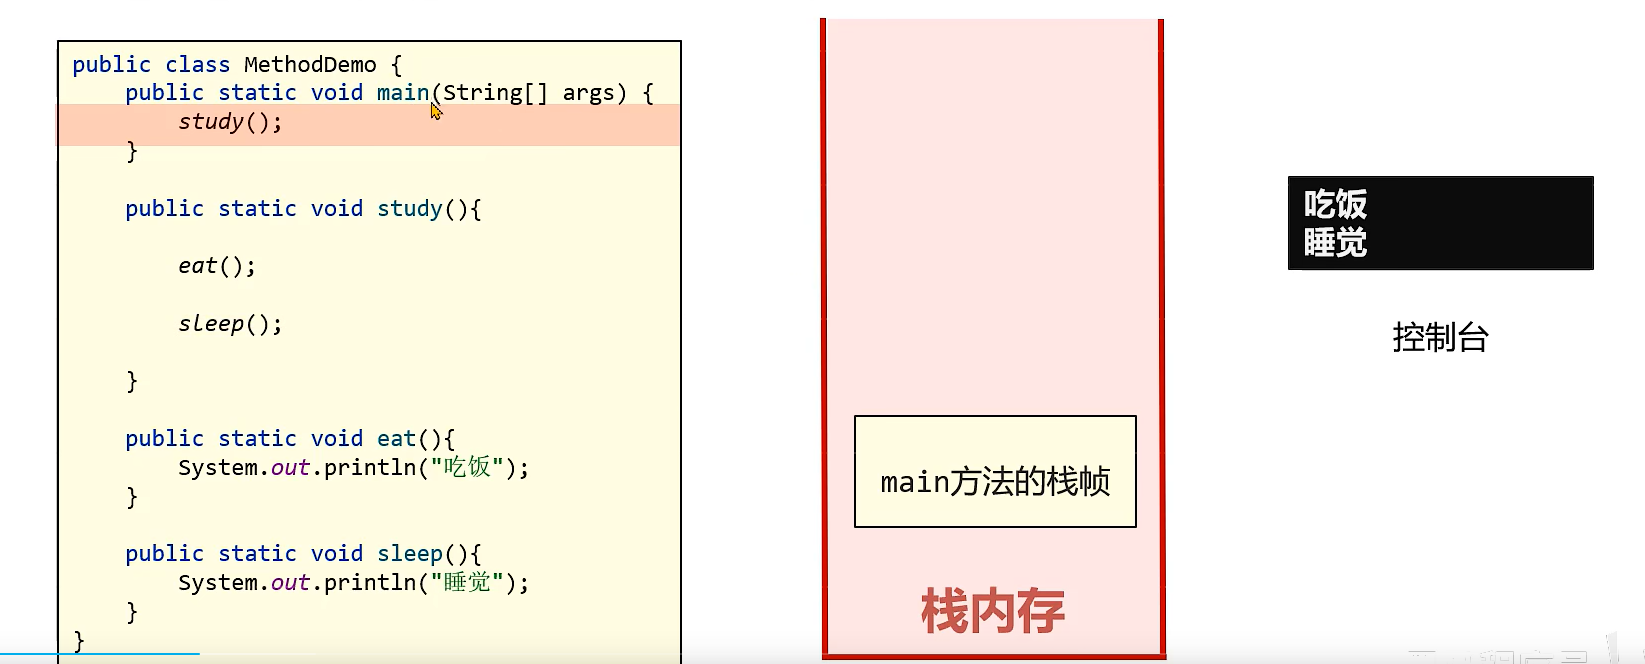 public class MethodDemo {
public static void main(String[] args) {
study();
}
public static void study(){
eat();
sleep();
}
public static void eat(){
System.out.println("吃饭");
}
public static void sleep(){
System.out.println("睡觉");
}
}
main方法的栈帧
栈内存
吃饭
睡觉
控制台